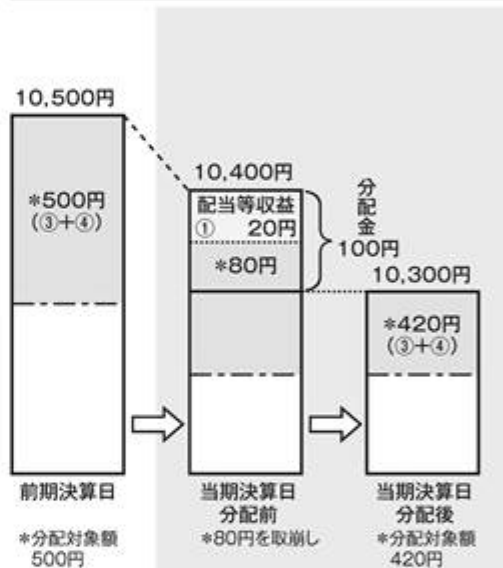 10,500円
*500円
(③+④)
前期決算日
*分配対象額
500円
10,400円
配当等収益
① 20円
*80円
分配金
100円
当期決算日
分配前
*80円を取崩し
10,300円
*420円
(③+④)
当期決算日
分配後
*分配対象額
420円